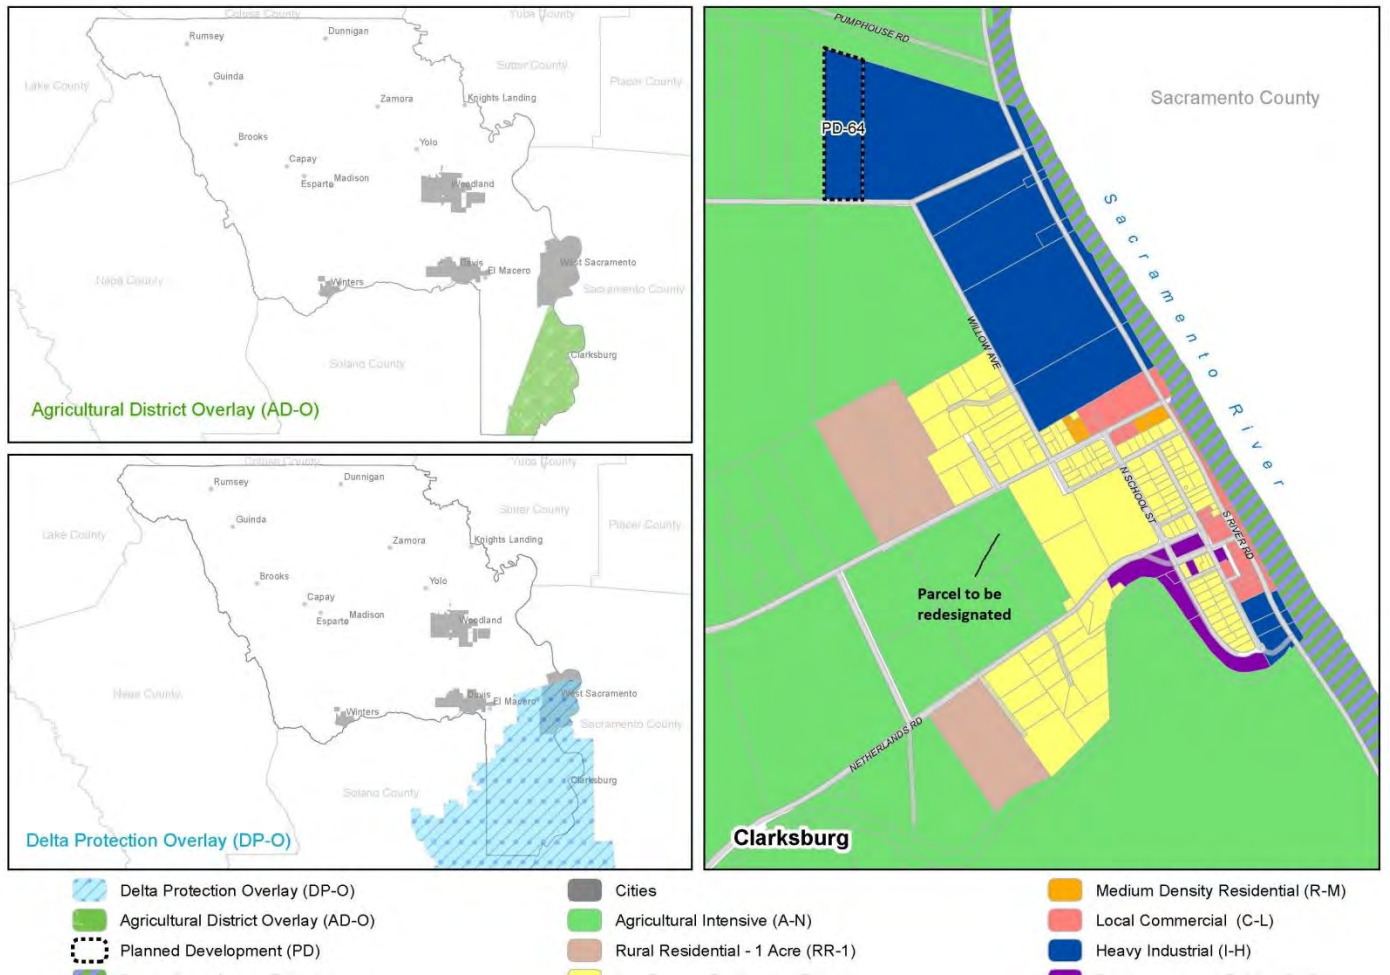 Colusa County
Yuba County
Rumsey
Dunnigan
Sutter County
Lake County
Guinda
Placer County
Zamora
Knights Landing
Brooks
Yolo
Capay
Esparto
Madison
Woodland
Davis
El Macero
West Sacramento
Napa County
Winters
Sacramento County
Solano County
Clarksburg
Agricultural District Overlay (AD-O)
Yuba County
Rumsey
Dunnigan
Sutter County
Lake County
Guinda
Placer County
Zamora
Knights Landing
Brooks
Yolo
Capay
Madison
Esparto
Woodland
Napa County
Davis
El Macero
West Sacramento
Winters
Sacramento County
Solano County
Clarksburg
Delta Protection Overlay (DP-O)
PUMPHOUSE RD
Sacramento County
PD-64
Sacramento River
WILLOW AVE
N SCHOOL ST
S RIVER RD
Parcel to be
redesignated
NETHERLANDS RD
Clarksburg
Delta Protection Overlay (DP-O)
Cities
Medium Density Residential (R-M)
Agricultural District Overlay (AD-O)
Agricultural Intensive (A-N)
Local Commercial (C-L)
Planned Development (PD)
Rural Residential - 1 Acre (RR-1)
Heavy Industrial (I-H)